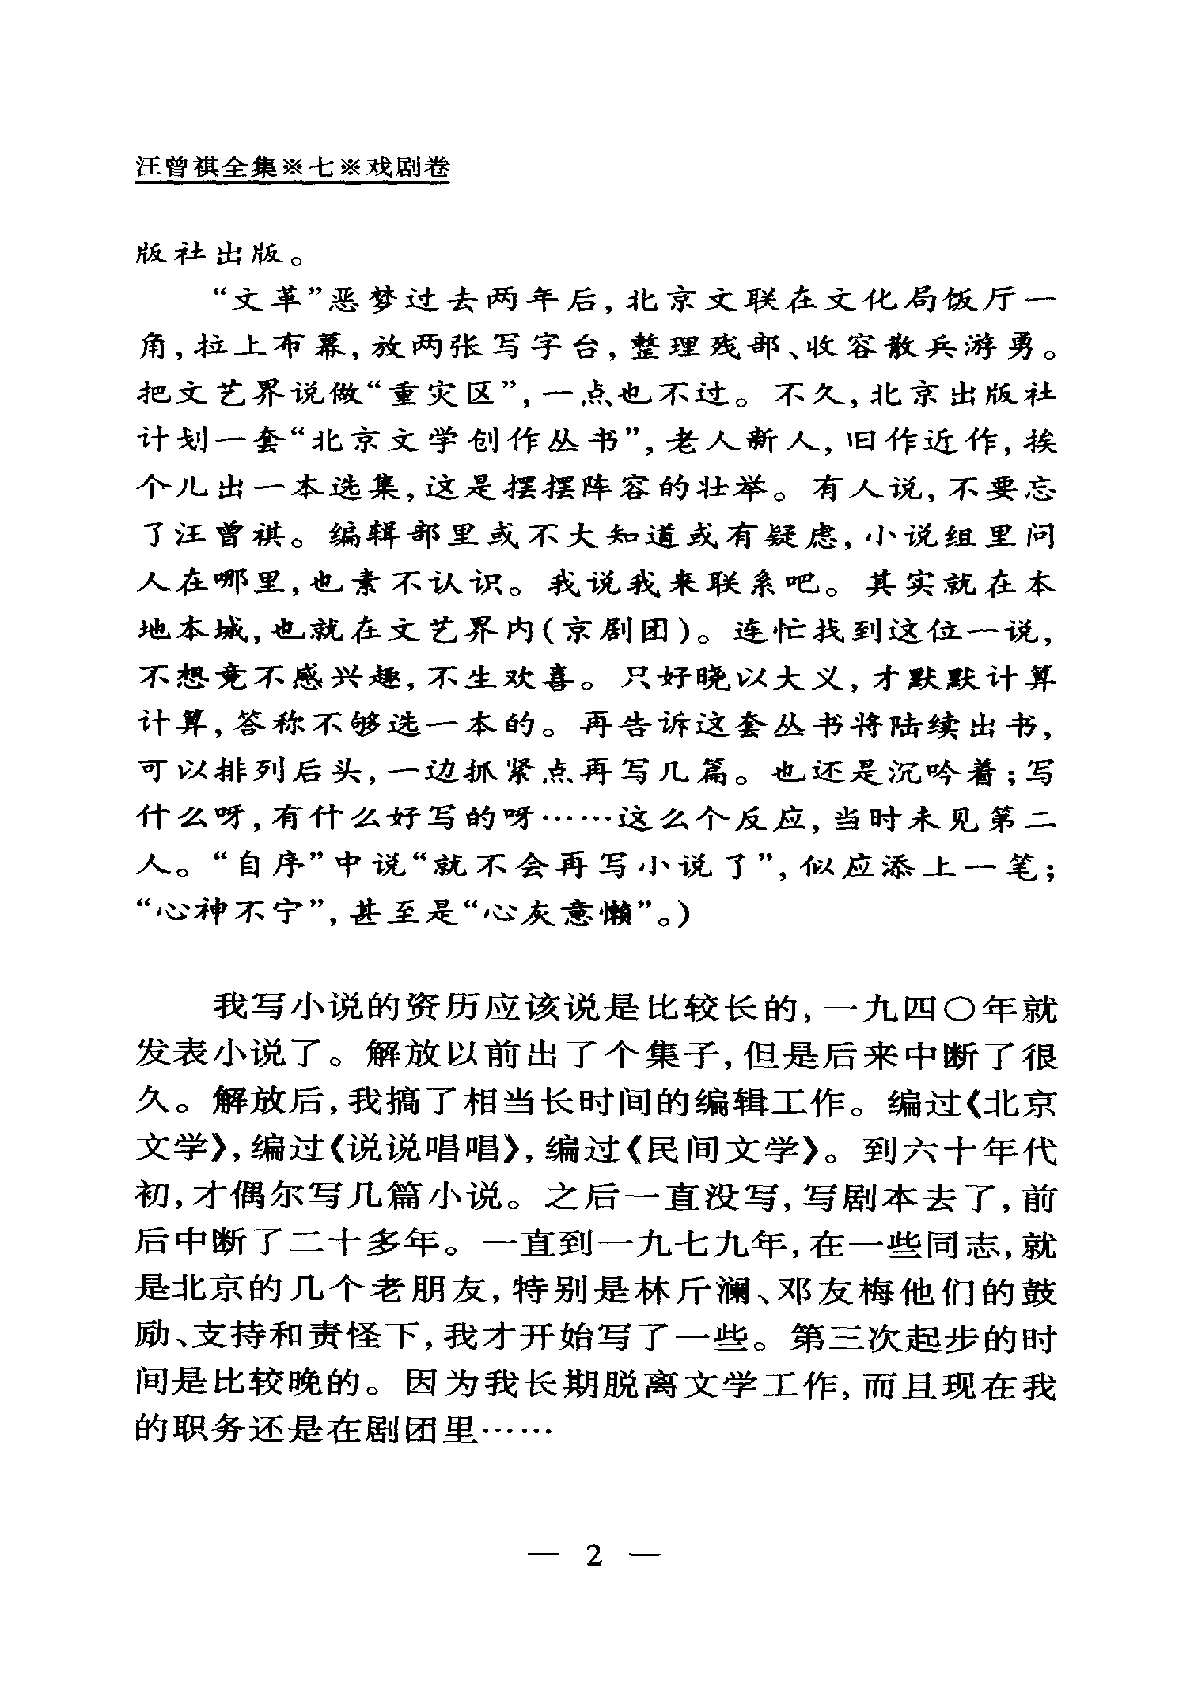 汪曾祺全集※七※戏剧卷
版社出版。
“文革”恶梦过去两年后，北京文联在文化局饭厅一
角，拉上布幕，放两张写字台，整理残部、收容散兵游勇。
把文艺界说做“重灾区”，一点也不过。不久，北京出版社
计划一套“北京文学创作丛书”，老人新人，旧作近作，挨
个儿出一本选集，这是摆摆阵容的壮举。有人说，不要忘
了汪曾祺。编辑部里或不大知道或有疑虑，小说组里问
人在哪里，也素不认识。我说我来联系吧。其实就在本
地本城，也就在文艺界内（京剧团）。连忙找到这位一说，
不想竟不感兴趣，不生欢喜。只好晓以大义，才默默计算
计算，答称不够选一本的。再告诉这套丛书将陆续出书，
可以排列后头，一边抓紧点再写几篇。也还是沉吟着；写
什么呀，有什么好写的呀……这么个反应，当时未见第二
人。“自序”中说“就不会再写小说了”，似应添上一笔；
“心神不宁”，甚至是“心灰意懒”。）
我写小说的资历应该说是比较长的，一九四〇年就
发表小说了。解放以前出了个集子，但是后来中断了很
久。解放后，我搞了相当长时间的编辑工作。编过《北京
文学》，编过《说说唱唱》，编过《民间文学》。到六十年代
初，才偶尔写几篇小说。之后一直没写，写剧本去了，前
后中断了二十多年。一直到一九七九年，在一些同志，就
是北京的几个老朋友，特别是林斤澜、邓友梅他们的鼓
励、支持和责怪下，我才开始写了一些。第三次起步的时
间是比较晚的。因为我长期脱离文学工作，而且现在我
的职务还是在剧团里……
— 2 —